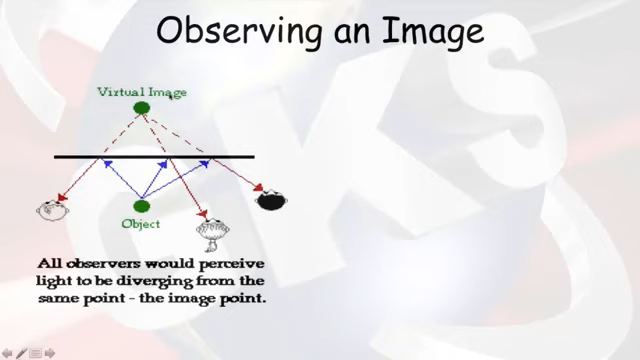 Observing an Image
Virtual Image
Object
All observers would perceive
light to be diverging from the
same point - the image point.
CKS